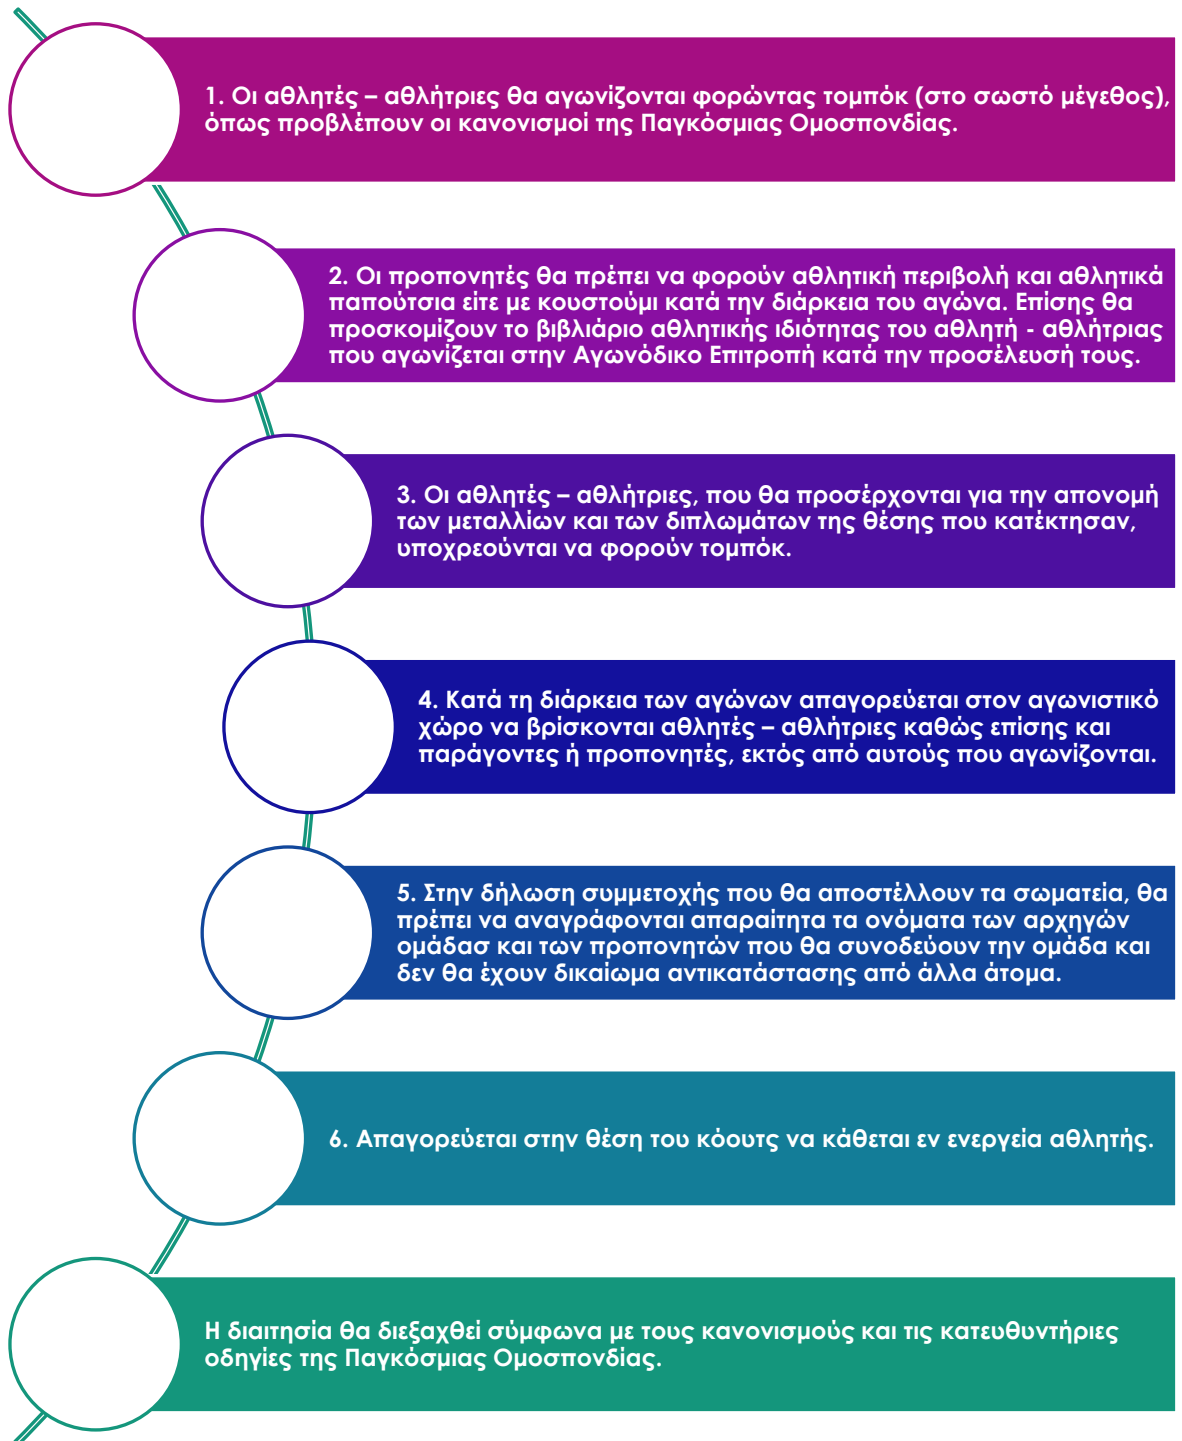 1. Οι αθλητές – αθλήτριες θα αγωνίζονται φορώντας τομπόκ (στο σωστό μέγεθος),
όπως προβλέπουν οι κανονισμοί της Παγκόσμιας Ομοσπονδίας.
2. Οι προπονητές θα πρέπει να φορούν αθλητική περιβολή και αθλητικά
παπούτσια είτε με κουστούμι κατά την διάρκεια του αγώνα. Επίσης θα
προσκομίζουν το βιβλιάριο αθλητικής ιδιότητας του αθλητή - αθλήτριας
που αγωνίζεται στην Αγωνόδικο Επιτροπή κατά την προσέλευσή τους.
3. Οι αθλητές – αθλήτριες, που θα προσέρχονται για την απονομή
των μεταλλίων και των διπλωμάτων της θέσης που κατέκτησαν,
υποχρεούνται να φορούν τομπόκ.
4. Κατά τη διάρκεια των αγώνων απαγορεύεται στον αγωνιστικό
χώρο να βρίσκονται αθλητές – αθλήτριες καθώς επίσης και
παράγοντες ή προπονητές, εκτός από αυτούς που αγωνίζονται.
5. Στην δήλωση συμμετοχής που θα αποστέλλουν τα σωματεία, θα
πρέπει να αναγράφονται απαραίτητα τα ονόματα των αρχηγών
ομάδασ και των προπονητών που θα συνοδεύουν την ομάδα και
δεν θα έχουν δικαίωμα αντικατάστασης από άλλα άτομα.
6. Απαγορεύεται στην θέση του κόουτς να κάθεται εν ενεργεία αθλητής.
Η διαιτησία θα διεξαχθεί σύμφωνα με τους κανονισμούς και τις κατευθυντήριες
οδηγίες της Παγκόσμιας Ομοσπονδίας.